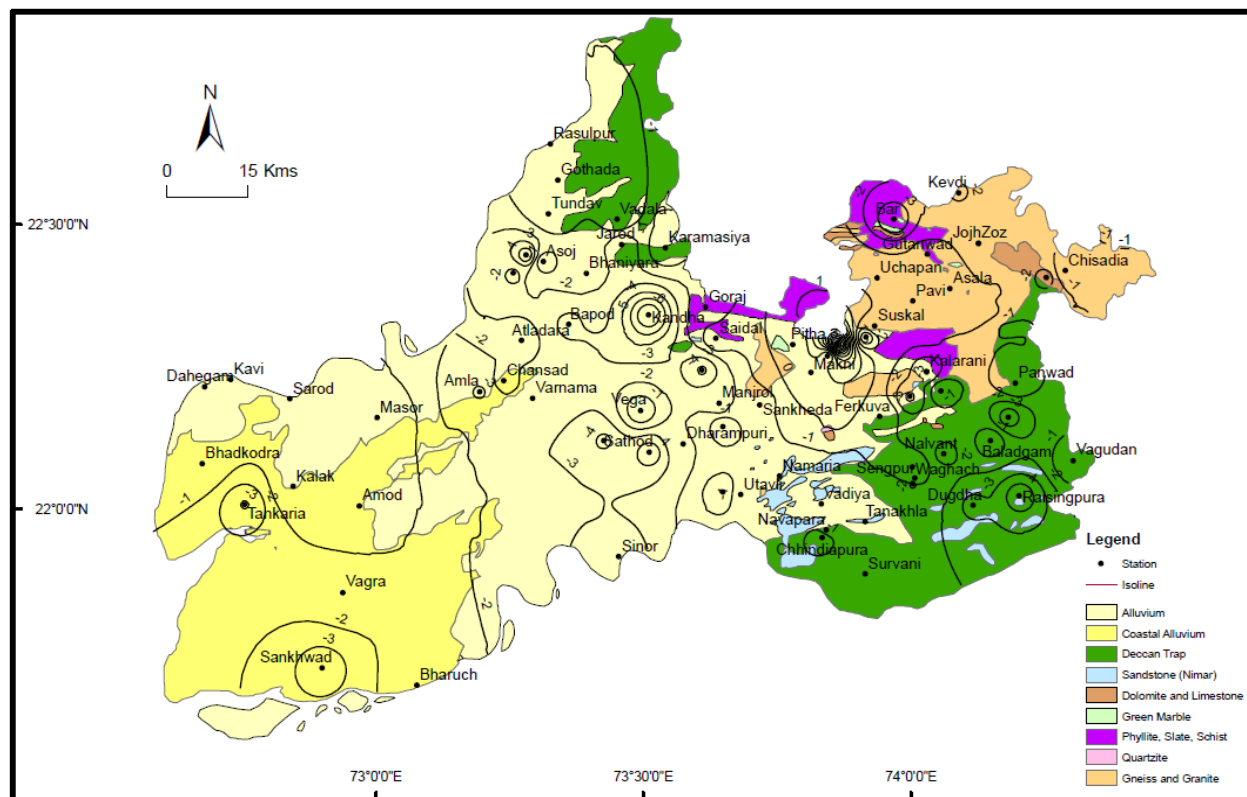 N
0 15 Kms
22°30'0"N
22°0'0"N
Rasulpur
Gothada
Tundav
Vadala
Jarod
Karamasiya
Asoj
Bhaniyara
Kevdi
Bar
JojhZoz
Gutanwad
Chisadia
Uchapan
Asala
Pavi
Goraj
Bapod
Kandha
Saidal
Suskal
Atladara
Pitha
Makni
Kalarani
Panwad
Dahegam
Kavi
Sarod
Amla
Chansad
Varnama
Masor
Vega
Manjrol
Sankheda
Ferkuva
Bhadkodra
Kalak
Sathod
Dharampuri
Nalvant
Baladgam
Vagudan
Namaria
Sengpur
Waghach
Tankaria
Amod
Utavli
Vadiya
Dugdha
Raisingpura
Navapara
Tanakhla
Chhindiapura
Sinor
Survani
Vagra
Sankhwad
Bharuch
Legend
Station
Isoline
Alluvium
Coastal Alluvium
Deccan Trap
Sandstone (Nimar)
Dolomite and Limestone
Green Marble
Phyllite, Slate, Schist
Quartzite
Gneiss and Granite
73°0'0"E
73°30'0"E
74°0'0"E